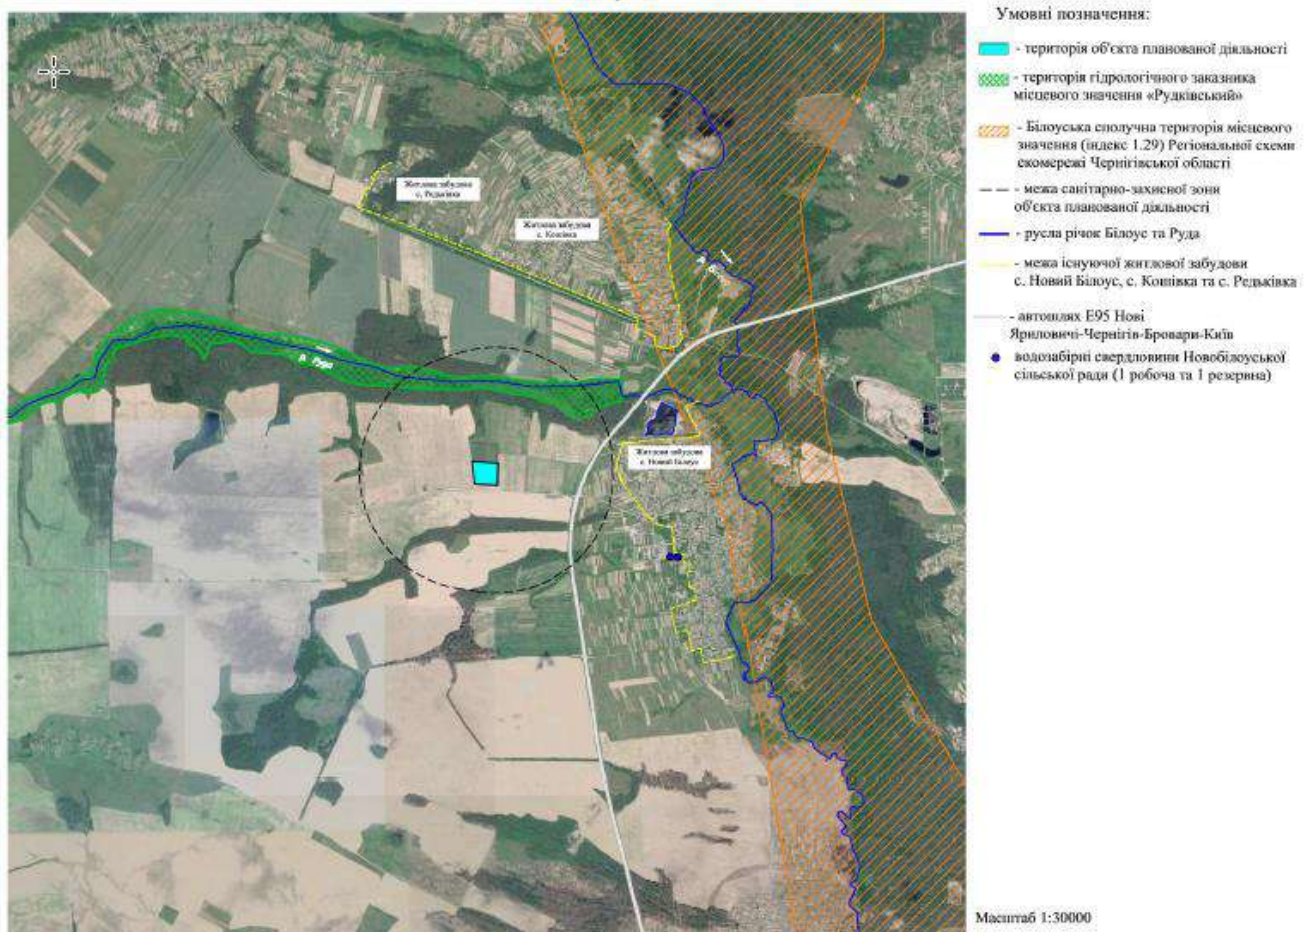 Умовні позначення:
- територія об'єкта планованої діяльності
- територія гідрологічного заказника
місцевого значення «Рудківський»
- Білоуська сполучна територія місцевого
значення (індекс 1.29) Регіональної схеми
екомережі Чернігівської області
- межа санітарно-захисної зони
об'єкта планованої діяльності
- русла річок Білоус та Руда
- межа існуючої житлової забудови
с. Новий Білоус, с. Кошівка та с. Редьківка
- автошлях Е95 Нові
Яриловичі-Чернігів-Бровари-Київ
водозабірні свердловини Новобілоуської
сільської ради (1 робоча та 1 резервна)
Житлова забудова
с. Редьківка
Житлова забудова
с. Кошівка
р. Руда
Житлова забудова
с. Новий Білоус
Масштаб 1:30000